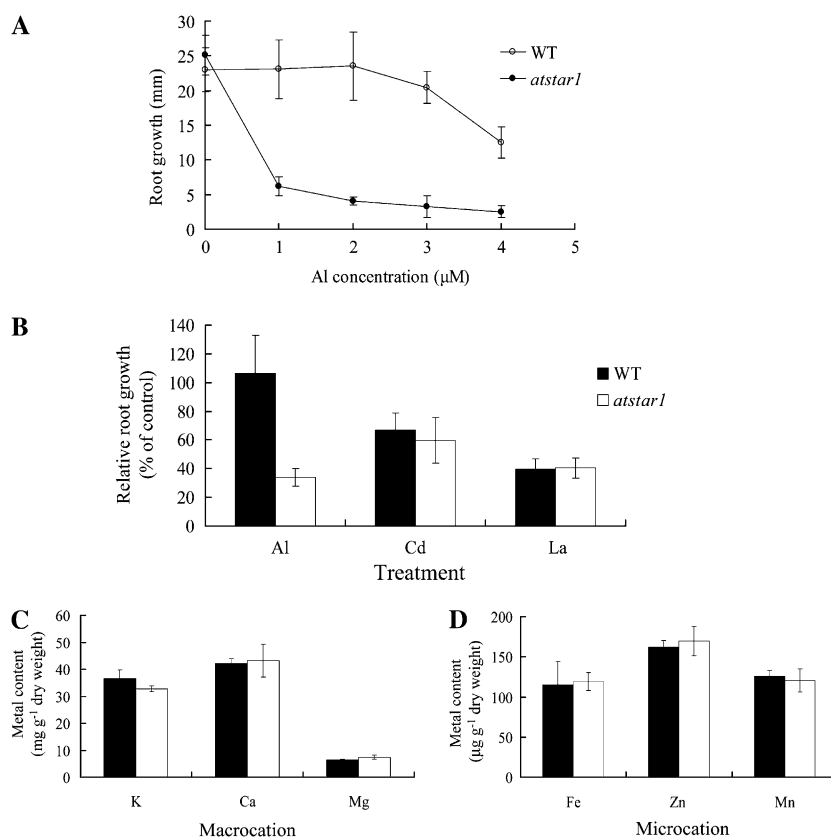 A
30
25
20
15
10
5
0
Root growth (mm)
0 1 2 3 4 5
Al concentration (μM)
WT
atstar1
B
140
120
100
80
60
40
20
0
Relative root growth
(% of control)
Al Cd La
Treatment
WT
atstar1
C
60
50
40
30
20
10
0
Metal content
(mg g-1 dry weight)
K Ca Mg
Macrocation
D
200
150
100
50
0
Metal content
(μg g-1 dry weight)
Fe Zn Mn
Microcation